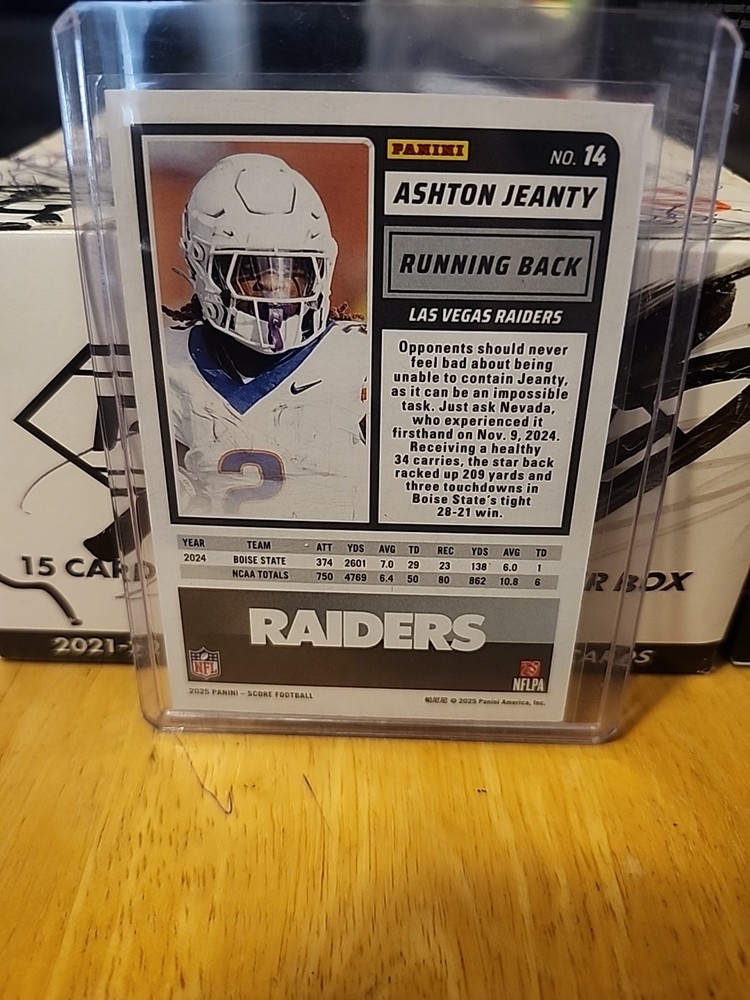 PANINI
NO. 14
ASHTON JEANTY
RUNNING BACK
LAS VEGAS RAIDERS
Opponents should never
feel bad about being
unable to contain Jeanty,
as it can be an impossible
task. Just ask Nevada,
who experienced it
firsthand on Nov. 9, 2024.
Receiving a healthy
34 carries, the star back
racked up 209 yards and
three touchdowns in
Boise State's tight
28-21 win.
2
YEAR TEAM ATT YDS AVG TD REC YDS AVG TD
2024 BOISE STATE 374 2601 7.0 29 23 138 6.0 1
NCAA TOTALS 750 4769 6.4 50 80 862 10.8 6
RAIDERS
NFL
NFLPA
2025 PANINI – SCORE FOOTBALL
© 2025 Panini America, Inc.
15 CARD
BOX
2021-2